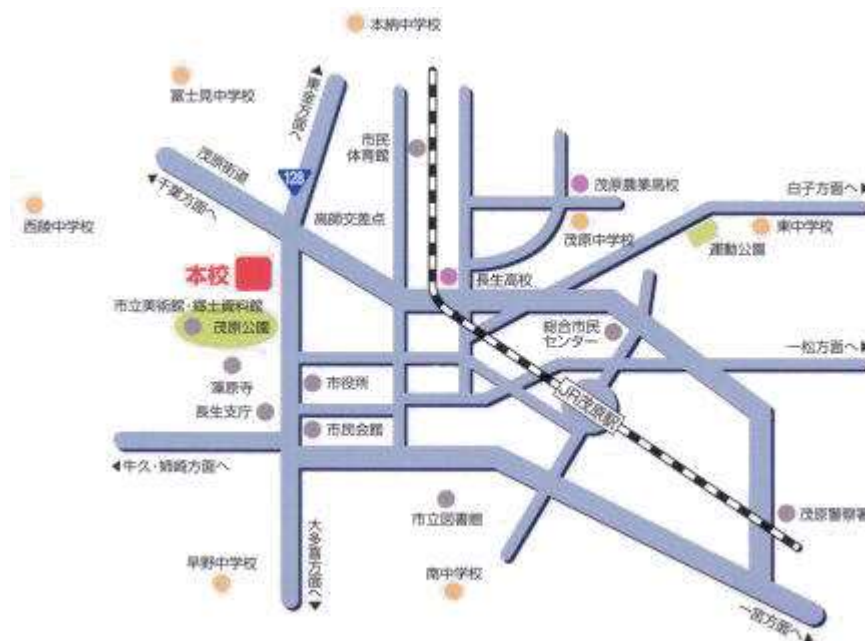 本納中学校
富士見中学校
東金方面へ
茂原街道
128
市民
体育館
千葉方面へ
高師交差点
茂原農業高校
白子方面へ
西陵中学校
茂原中学校
東中学校
運動公園
本校
長生高校
市立美術館・郷土資料館
茂原公園
総合市民
センター
一松方面へ
藻原寺
市役所
JR茂原駅
長生支庁
市民会館
牛久・姉崎方面へ
市立図書館
茂原警察署
大多喜方面へ
早野中学校
南中学校
一宮方面へ